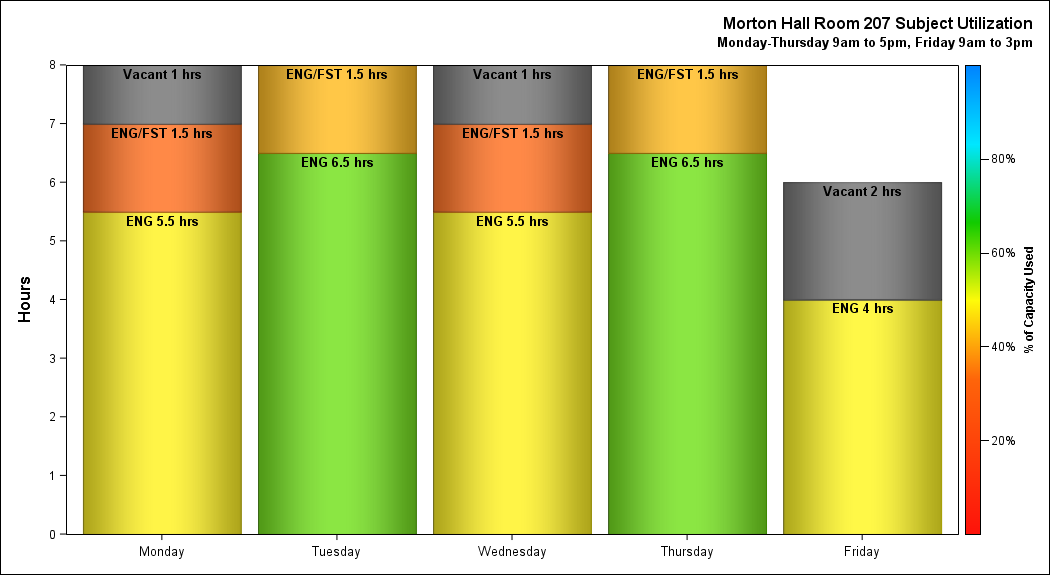 Morton Hall Room 207 Subject Utilization
Monday-Thursday 9am to 5pm, Friday 9am to 3pm
Hours
8
7
6
5
4
3
2
1
0
Vacant 1 hrs
ENG/FST 1.5 hrs
ENG 5.5 hrs
ENG/FST 1.5 hrs
ENG 6.5 hrs
Vacant 1 hrs
ENG/FST 1.5 hrs
ENG 5.5 hrs
ENG/FST 1.5 hrs
ENG 6.5 hrs
Vacant 2 hrs
ENG 4 hrs
Monday
Tuesday
Wednesday
Thursday
Friday
80%
60%
40%
20%
% of Capacity Used